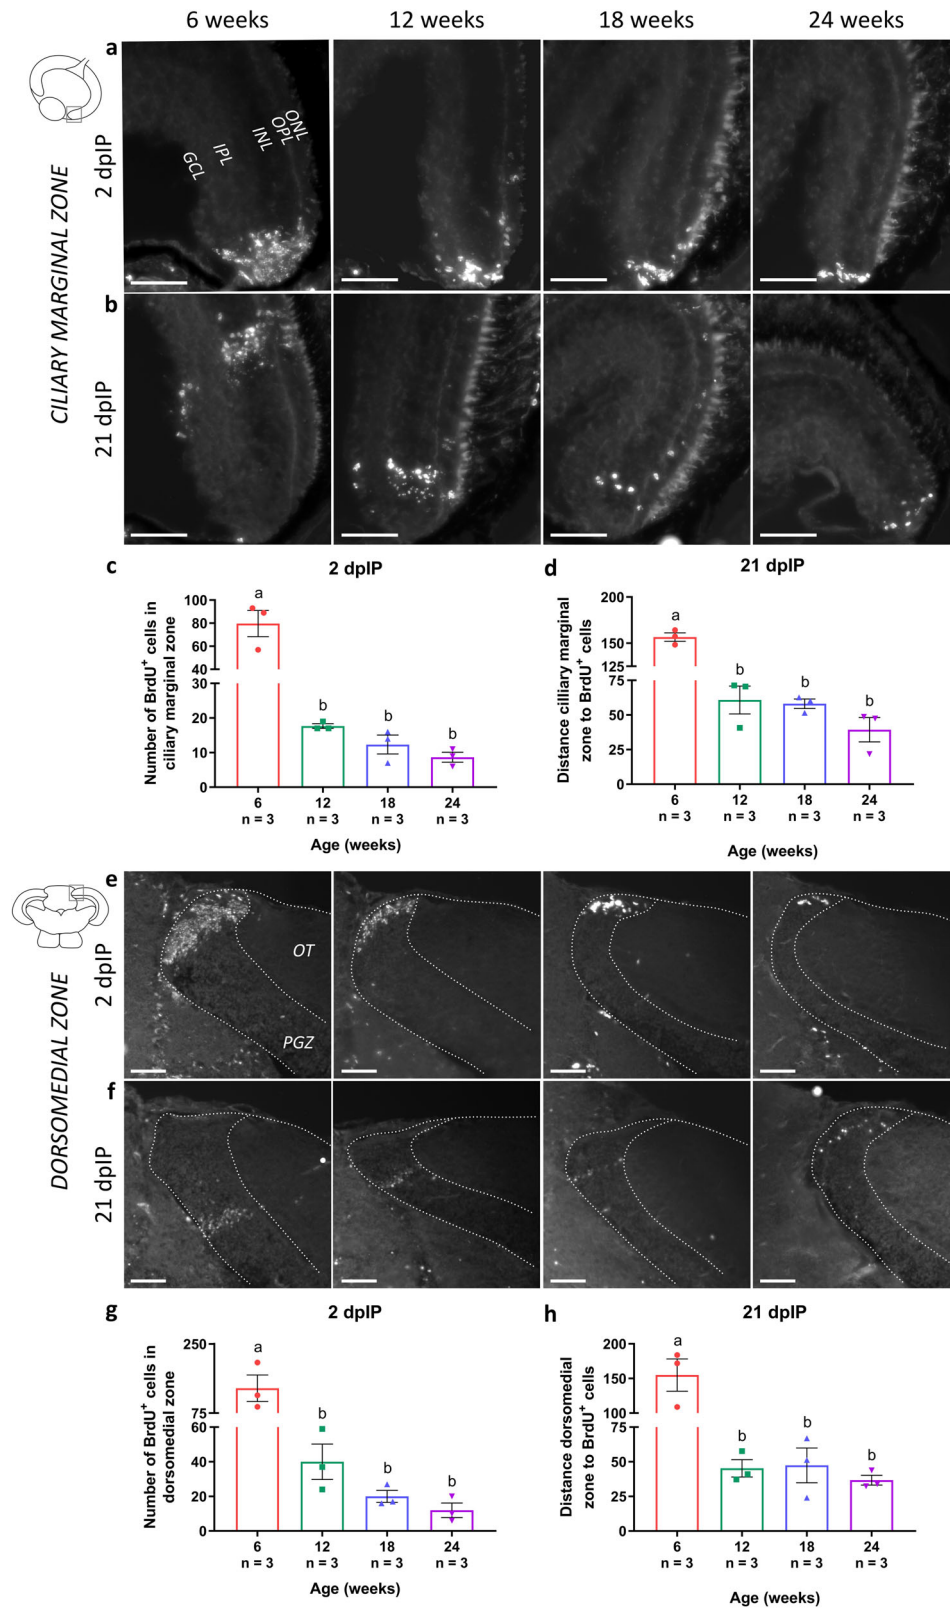 6 weeks 12 weeks 18 weeks 24 weeks
a
CILIARY MARGINAL ZONE
2 dpIP
GCL IPL INL OPL ONL
b
21 dpIP
c
2 dpIP
Number of BrdU+ cells in
ciliary marginal zone
100
80
60
40
30
20
10
0
a
b
b
b
6 12 18 24
n = 3 n = 3 n = 3 n = 3
Age (weeks)
d
21 dpIP
Distance cilliary marginal
zone to BrdU+ cells
200
150
125
75
50
25
0
a
b
b
b
6 12 18 24
n = 3 n = 3 n = 3 n = 3
Age (weeks)
DORSOMEDIAL ZONE
e
2 dpIP
OT
PGZ
f
21 dpIP
g
2 dpIP
Number of BrdU+ cells in
dorsomedial zone
250
75
60
40
20
0
a
b
b
b
6 12 18 24
n = 3 n = 3 n = 3 n = 3
Age (weeks)
h
21 dpIP
Distance dorsomedial
zone to BrdU+ cells
200
150
100
75
50
25
0
a
b
b
b
6 12 18 24
n = 3 n = 3 n = 3 n = 3
Age (weeks)